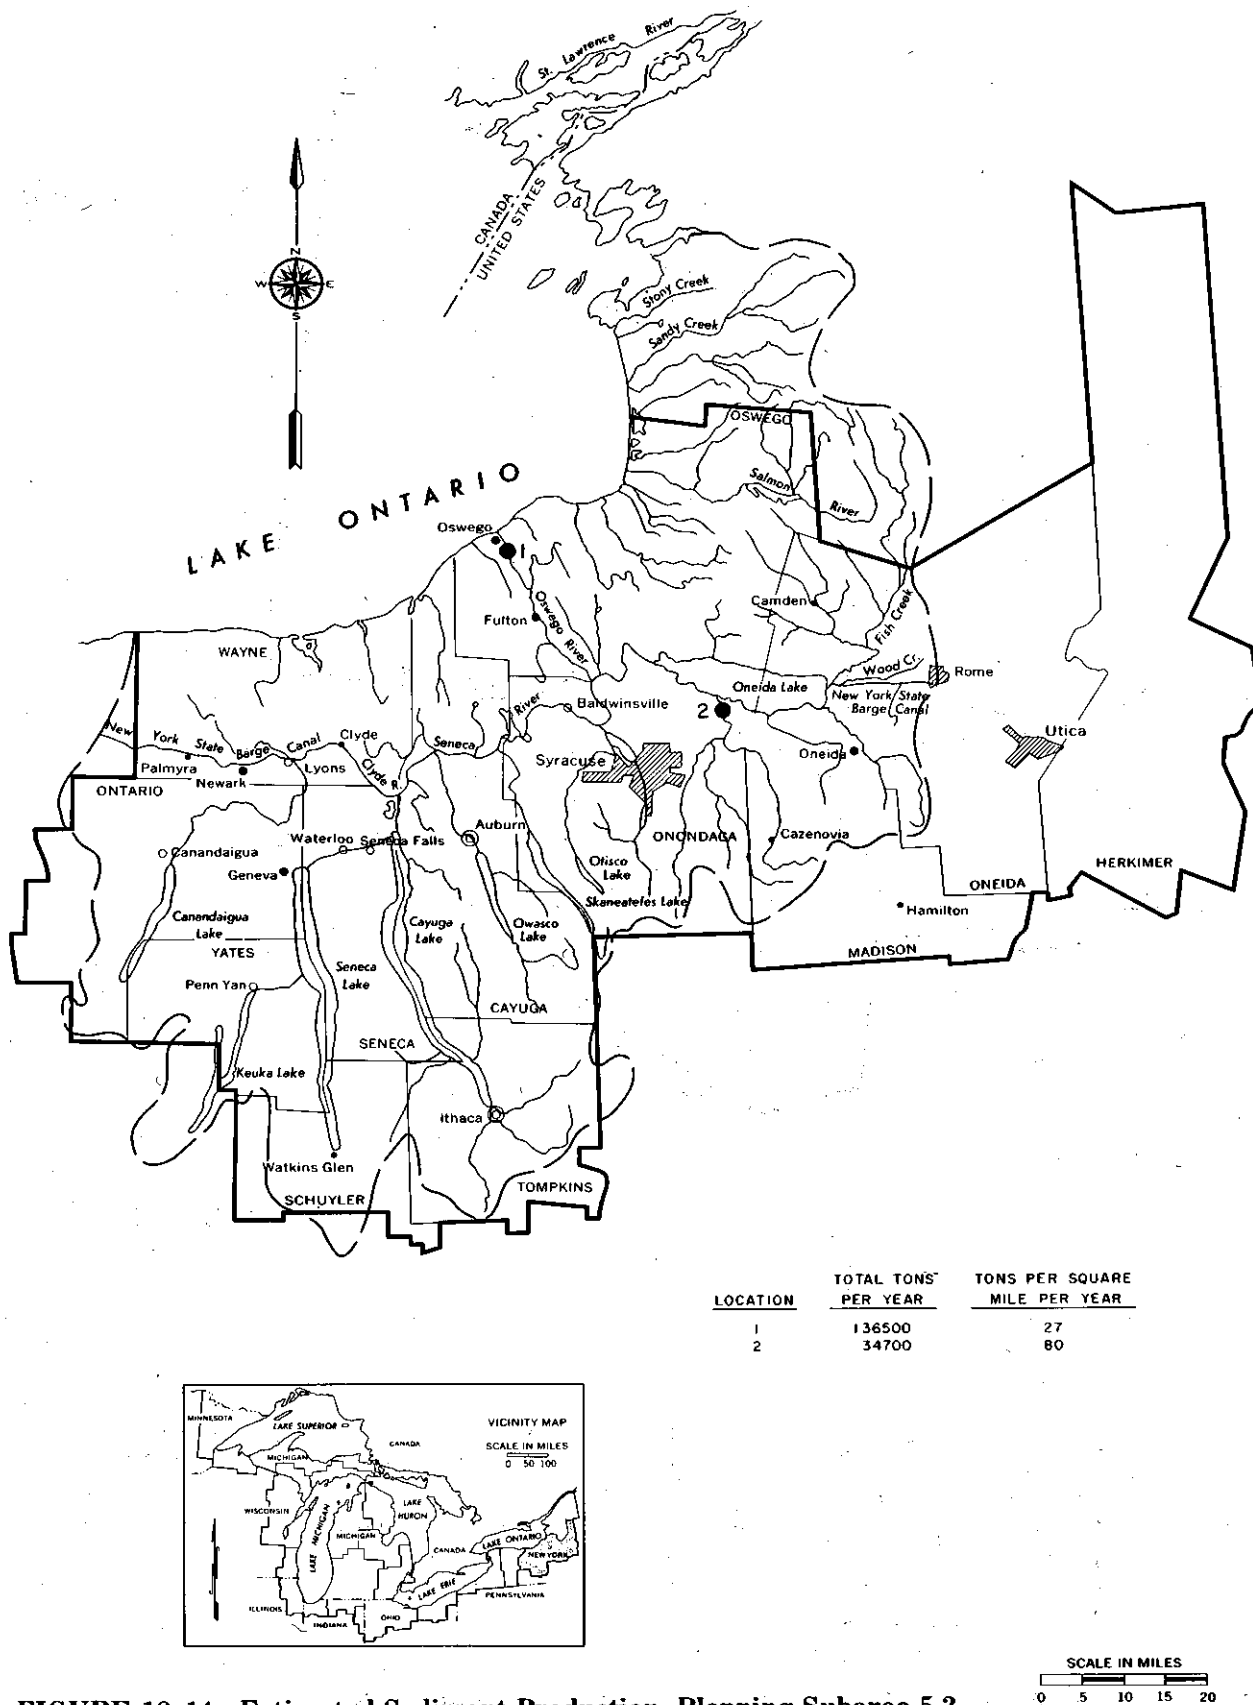 St. Lawrence River
CANADA
UNITED STATES
N
W E
S
Stony Creek
Sandy Creek
OSWEGO
Salmon River
LAKE ONTARIO
Oswego
1
Camden
Fulton
Oswego River
Fish Creek
WAYNE
Wood Cr.
Rome
Oneida Lake
New York State
Barge Canal
2
Baldwinsville
River
Seneca
New York State Barge Canal
Clyde
Utica
Syracuse
Oneida
Palmyra
Newark
Lyons
Clyde R.
ONTARIO
Auburn
Waterloo
Seneca Falls
ONONDAGA
Cazenovia
Canandaigua
Geneva
Otisco
Lake
HERKIMER
ONEIDA
Skaneateles Lake
Hamilton
Canandaigua
Lake
Cayuga
Lake
Owasco
Lake
YATES
MADISON
Seneca
Lake
Penn Yan
CAYUGA
SENECA
Keuka Lake
Ithaca
Watkins Glen
TOMPKINS
SCHUYLER
LOCATION TOTAL TONS PER YEAR TONS PER SQUARE MILE PER YEAR
1 136500 27
2 34700 80
MINNESOTA
LAKE SUPERIOR
VICINITY MAP
CANADA
SCALE IN MILES
0 50 100
MICHIGAN
WISCONSIN
LAKE MICHIGAN
LAKE
HURON
MICHIGAN
CANADA
LAKE ONTARIO
NEW YORK
LAKE ERIE
PENNSYLVANIA
ILLINOIS
INDIANA
OHIO
SCALE IN MILES
0 5 10 15 20